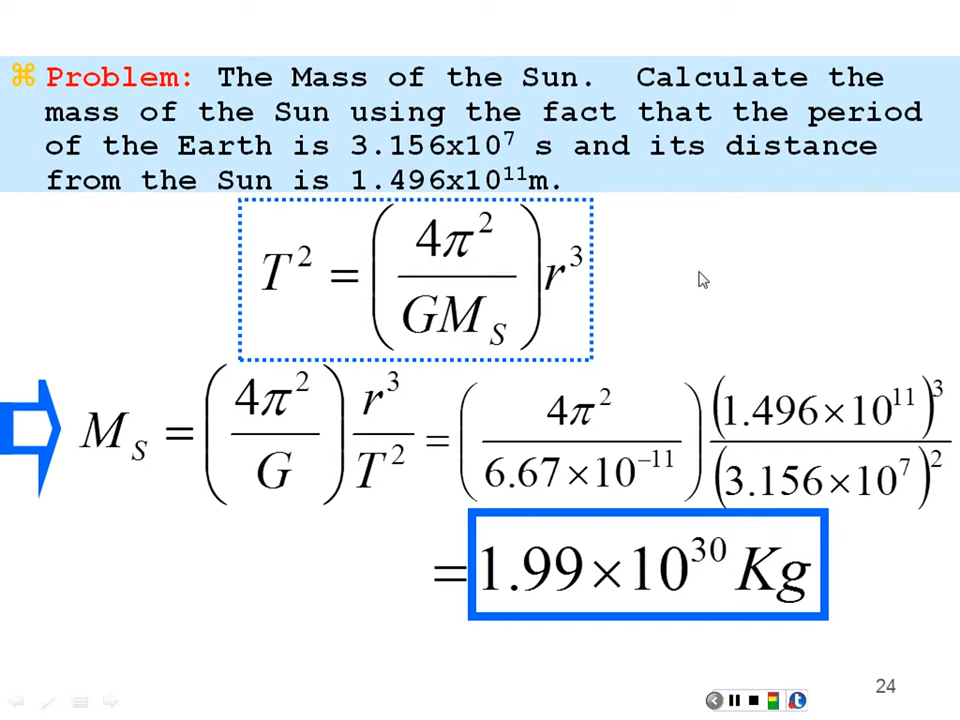 ⌘ Problem: The Mass of the Sun. Calculate the
mass of the Sun using the fact that the period
of the Earth is 3.156x10⁷ s and its distance
from the Sun is 1.496x10¹¹m.
T² = (4π² / GM_S) r³
M_S = (4π² / G) r³ / T² = (4π² / 6.67×10⁻¹¹) (1.496×10¹¹)³ / (3.156×10⁷)²
= 1.99×10³⁰ Kg
24